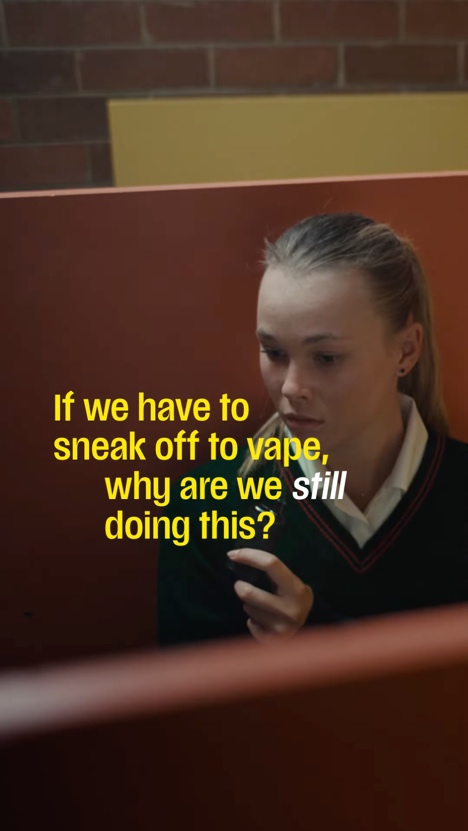 If we have to
sneak off to vape,
why are we still
doing this?